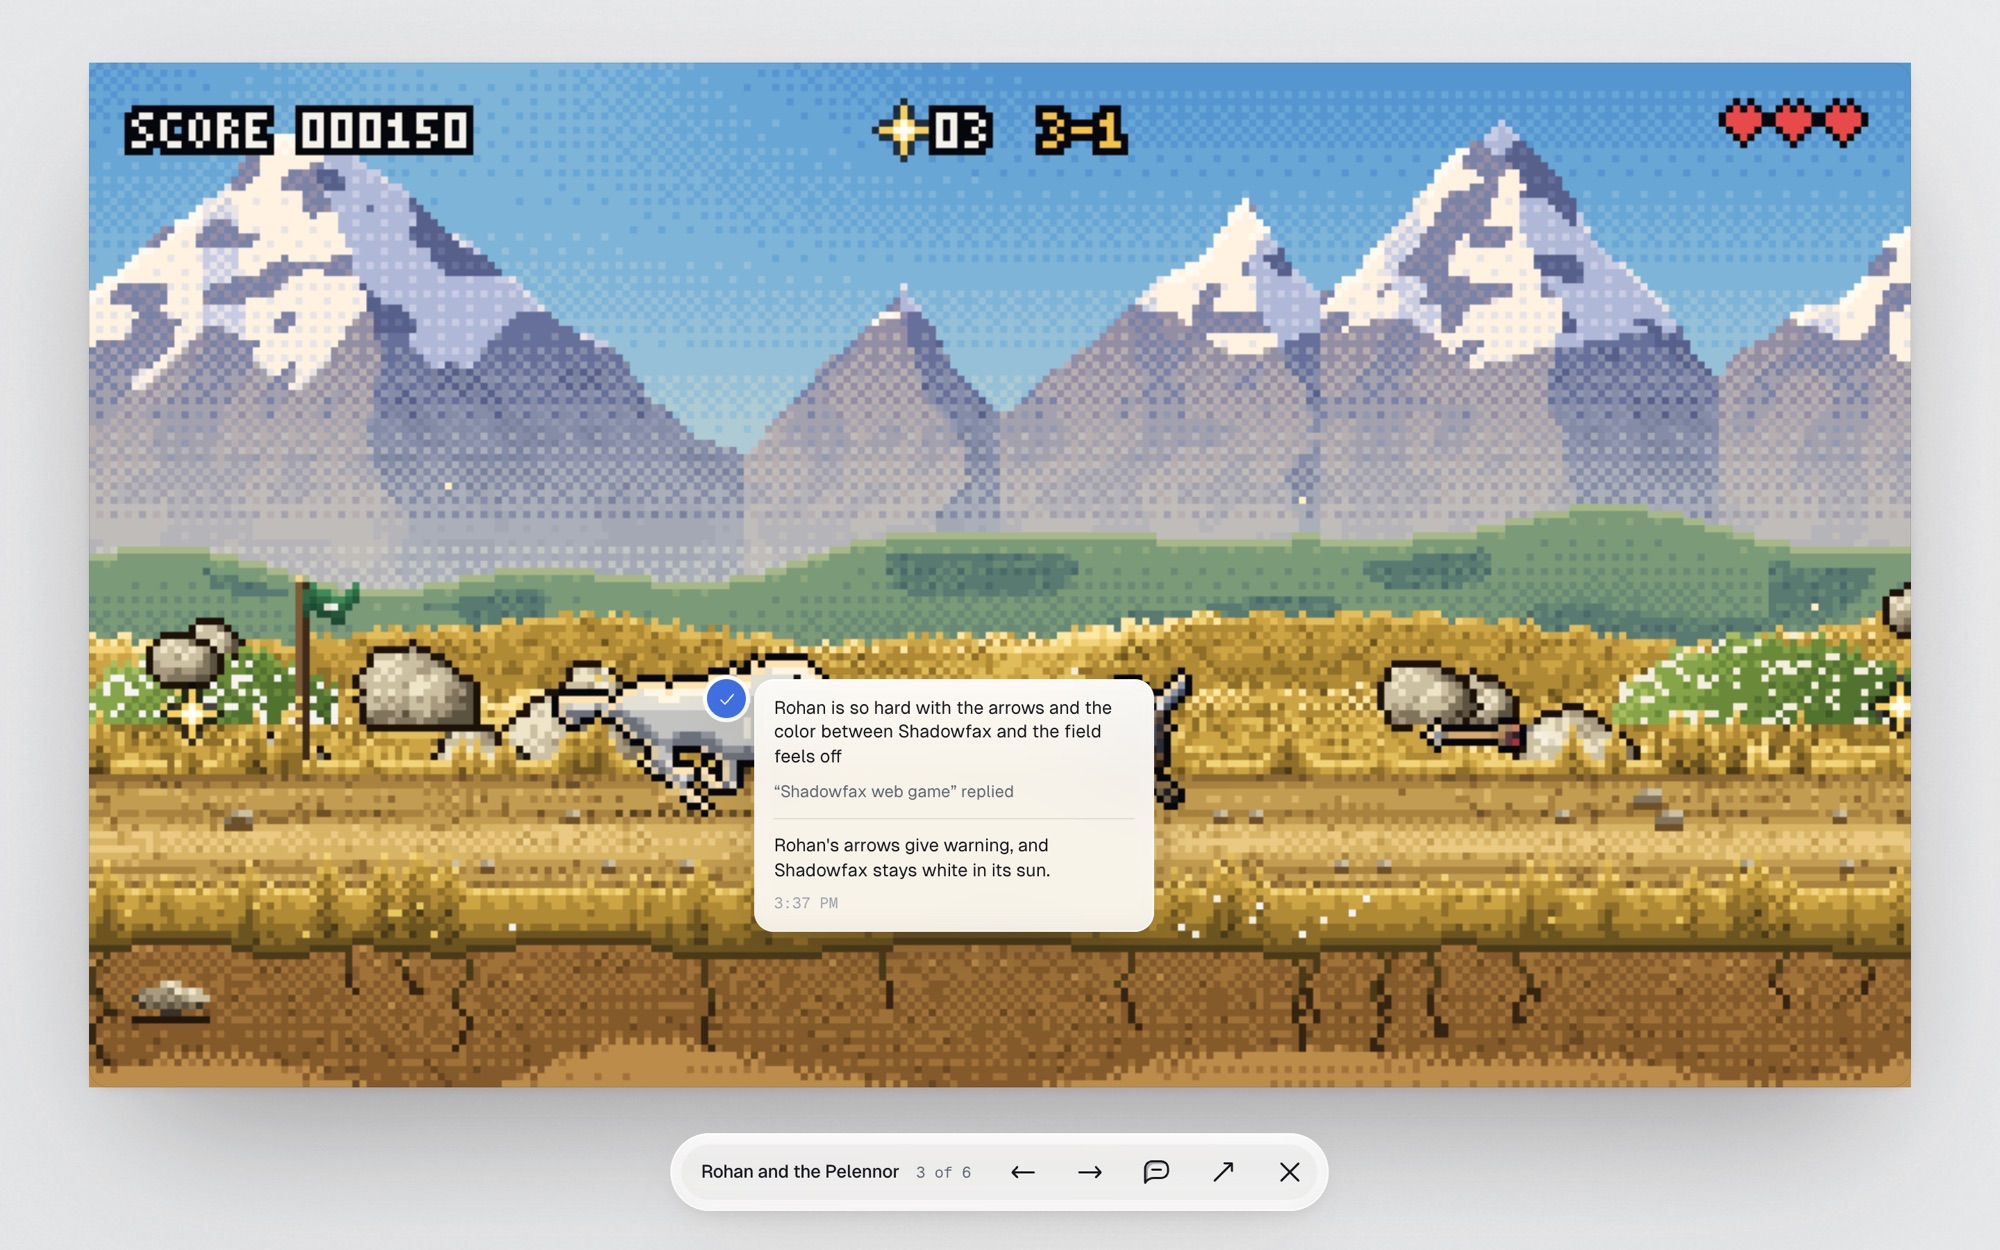 SCORE 000150
03
3-1
Rohan is so hard with the arrows and the
color between Shadowfax and the field
feels off
“Shadowfax web game” replied
Rohan's arrows give warning, and
Shadowfax stays white in its sun.
3:37 PM
Rohan and the Pelennor 3 of 6